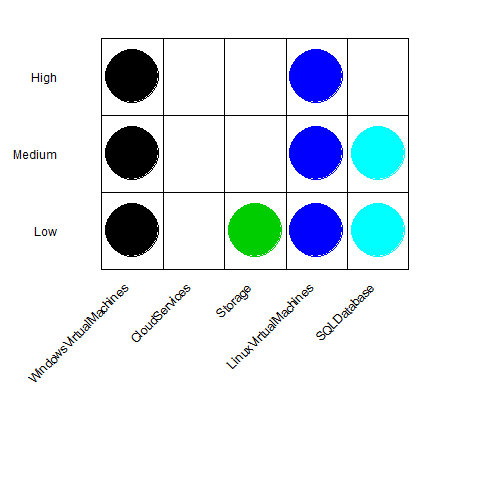 High
Medium
Low
WindowsVirtualMachines
CloudServices
Storage
LinuxVirtualMachines
SQLDatabase